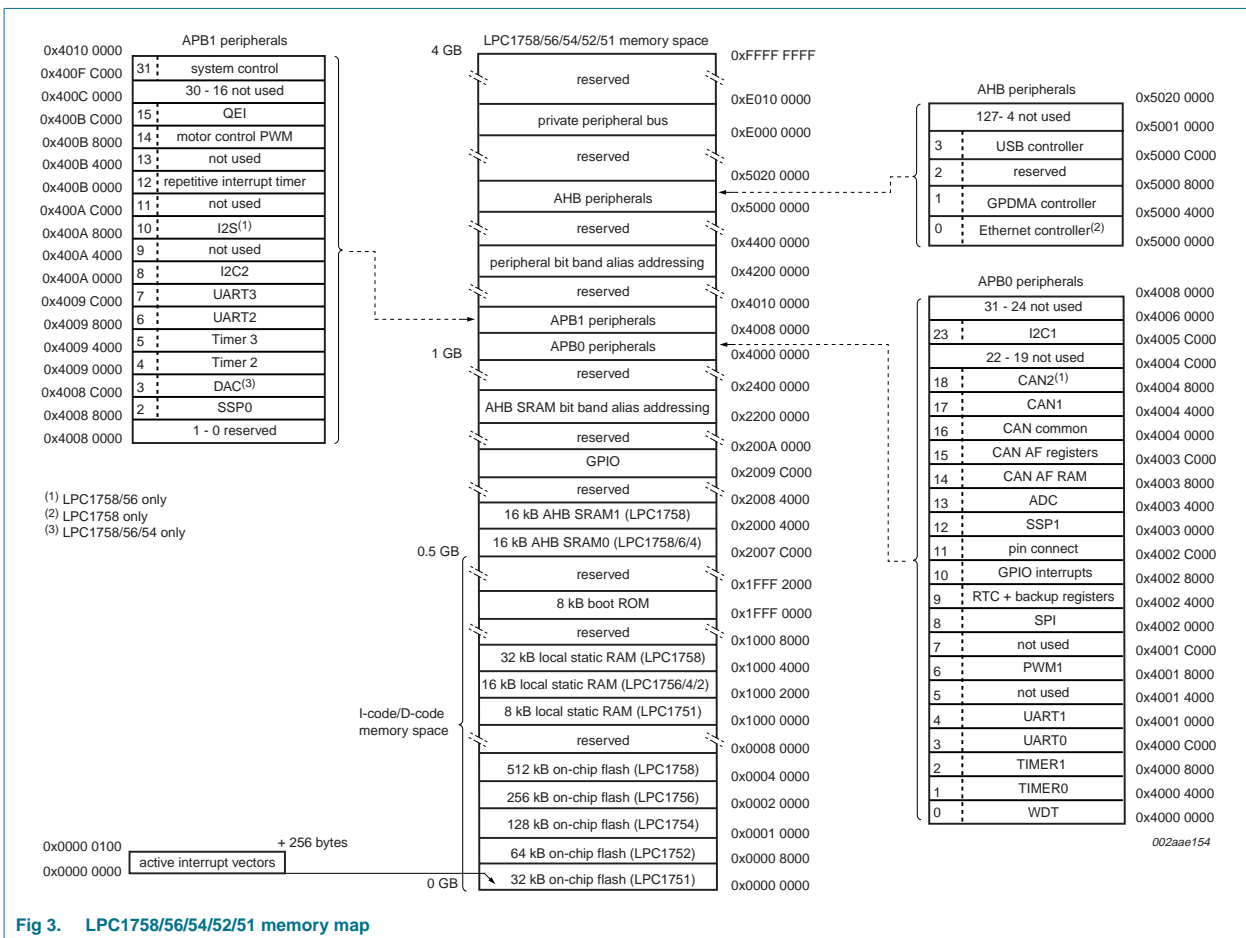 APB1 peripherals
0x4010 0000
31 system control
0x400F C000
30 - 16 not used
0x400C 0000
15 QEI
0x400B C000
14 motor control PWM
0x400B 8000
13 not used
0x400B 4000
12 repetitive interrupt timer
0x400B 0000
11 not used
0x400A C000
10 I2S(1)
0x400A 8000
9 not used
0x400A 4000
8 I2C2
0x400A 0000
7 UART3
0x4009 C000
6 UART2
0x4009 8000
5 Timer 3
0x4009 4000
4 Timer 2
0x4009 0000
3 DAC(3)
0x4008 C000
2 SSP0
0x4008 8000
1 - 0 reserved
0x4008 0000
(1) LPC1758/56 only
(2) LPC1758 only
(3) LPC1758/56/54 only
LPC1758/56/54/52/51 memory space
4 GB
0xFFFF FFFF
reserved
0xE010 0000
private peripheral bus
0xE000 0000
reserved
0x5020 0000
AHB peripherals
0x5000 0000
reserved
0x4400 0000
peripheral bit band alias addressing
0x4200 0000
reserved
0x4010 0000
APB1 peripherals
0x4008 0000
APB0 peripherals
1 GB
0x4000 0000
reserved
0x2400 0000
AHB SRAM bit band alias addressing
0x2200 0000
reserved
0x200A 0000
GPIO
0x2009 C000
reserved
0x2008 4000
16 kB AHB SRAM1 (LPC1758)
0x2000 4000
16 kB AHB SRAM0 (LPC1758/6/4)
0.5 GB
0x2007 C000
reserved
0x1FFF 2000
8 kB boot ROM
0x1FFF 0000
reserved
0x1000 8000
32 kB local static RAM (LPC1758)
0x1000 4000
16 kB local static RAM (LPC1756/4/2)
0x1000 2000
8 kB local static RAM (LPC1751)
0x1000 0000
I-code/D-code
memory space
reserved
0x0008 0000
512 kB on-chip flash (LPC1758)
0x0004 0000
256 kB on-chip flash (LPC1756)
0x0002 0000
128 kB on-chip flash (LPC1754)
0x0001 0000
64 kB on-chip flash (LPC1752)
0x0000 8000
32 kB on-chip flash (LPC1751)
0 GB
0x0000 0000
0x0000 0100
+ 256 bytes
active interrupt vectors
0x0000 0000
AHB peripherals
0x5020 0000
127- 4 not used
0x5001 0000
3 USB controller
0x5000 C000
2 reserved
0x5000 8000
1 GPDMA controller
0x5000 4000
0 Ethernet controller(2)
0x5000 0000
APB0 peripherals
0x4008 0000
31 - 24 not used
0x4006 0000
23 I2C1
0x4005 C000
22 - 19 not used
0x4004 C000
18 CAN2(1)
0x4004 8000
17 CAN1
0x4004 4000
16 CAN common
0x4004 0000
15 CAN AF registers
0x4003 C000
14 CAN AF RAM
0x4003 8000
13 ADC
0x4003 4000
12 SSP1
0x4003 0000
11 pin connect
0x4002 C000
10 GPIO interrupts
0x4002 8000
9 RTC + backup registers
0x4002 4000
8 SPI
0x4002 0000
7 not used
0x4001 C000
6 PWM1
0x4001 8000
5 not used
0x4001 4000
4 UART1
0x4001 0000
3 UART0
0x4000 C000
2 TIMER1
0x4000 8000
1 TIMER0
0x4000 4000
0 WDT
0x4000 0000
002aae154
Fig 3. LPC1758/56/54/52/51 memory map